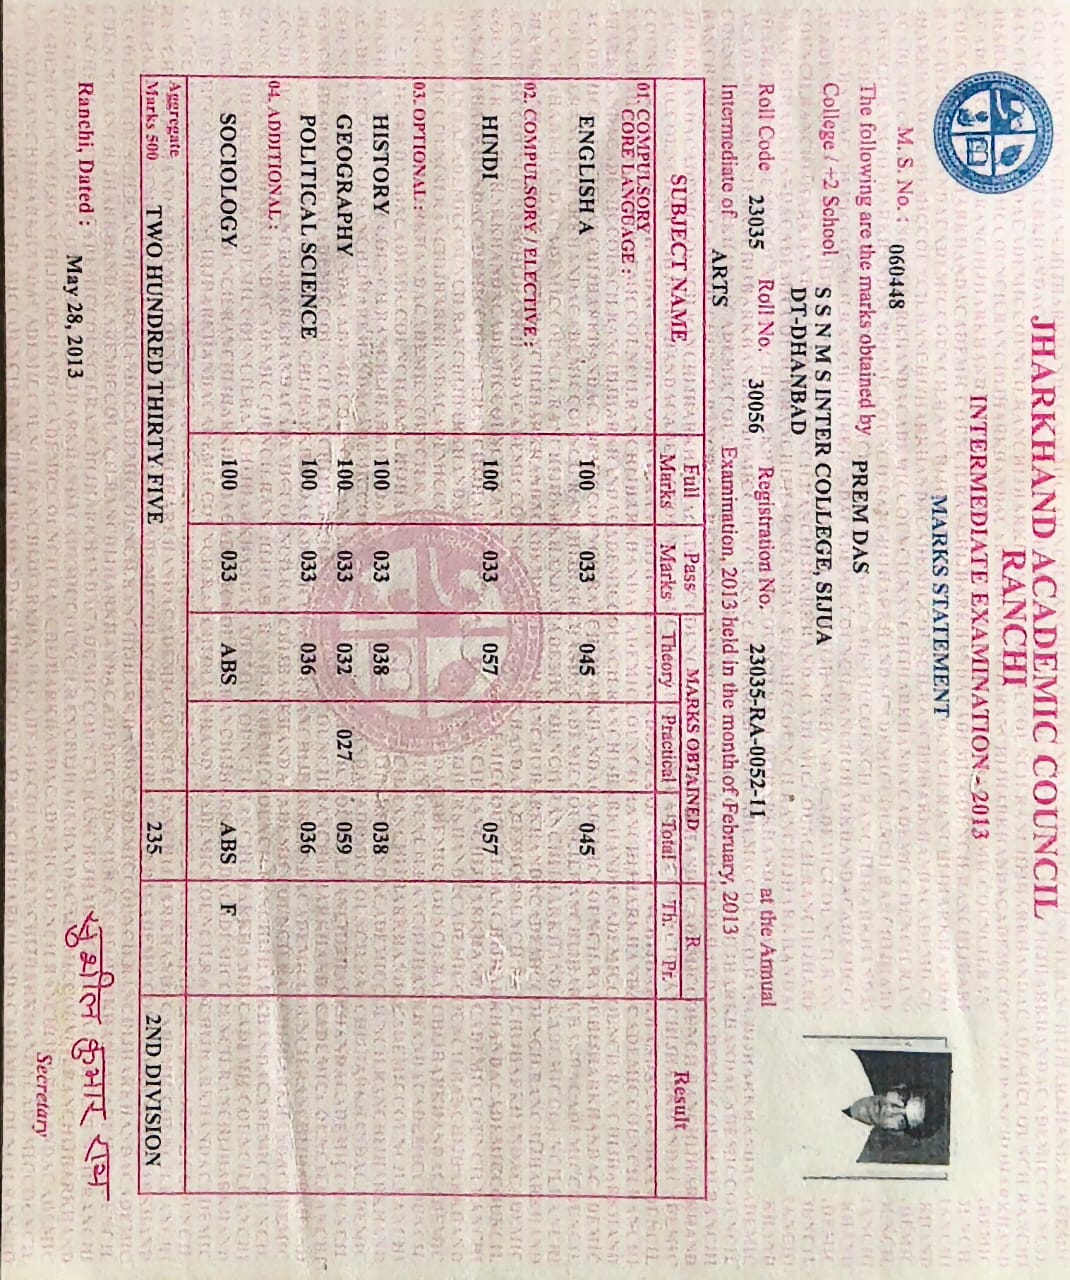 JHARKHAND ACADEMIC COUNCIL
RANCHI
INTERMEDIATE EXAMINATION - 2013
MARKS STATEMENT
M. S. No. : 060448
The following are the marks obtained by PREM DAS
College / +2 School S S N M S INTER COLLEGE, SIJUA
DT-DHANBAD
Roll Code 23035 Roll No. 30056 Registration No. 23035-RA-0052-11 at the Annual
Intermediate of ARTS Examination, 2013 held in the month of February, 2013
SUBJECT NAME Full Marks Pass Marks MARKS OBTAINED R. Result
Theory Practical Total Th. Pr.
01. COMPULSORY
CORE LANGUAGE :
ENGLISH A 100 033 045 045
02. COMPULSORY / ELECTIVE :
HINDI 100 033 057 057
03. OPTIONAL :
HISTORY 100 033 038 038
GEOGRAPHY 100 033 032 027 059
POLITICAL SCIENCE 100 033 036 036
04. ADDITIONAL :
SOCIOLOGY 100 033 ABS ABS F
Aggregate
Marks 500 TWO HUNDRED THIRTY FIVE 235 2ND DIVISION
Ranchi, Dated : May 28, 2013
सुशील कुमार राय
Secretary